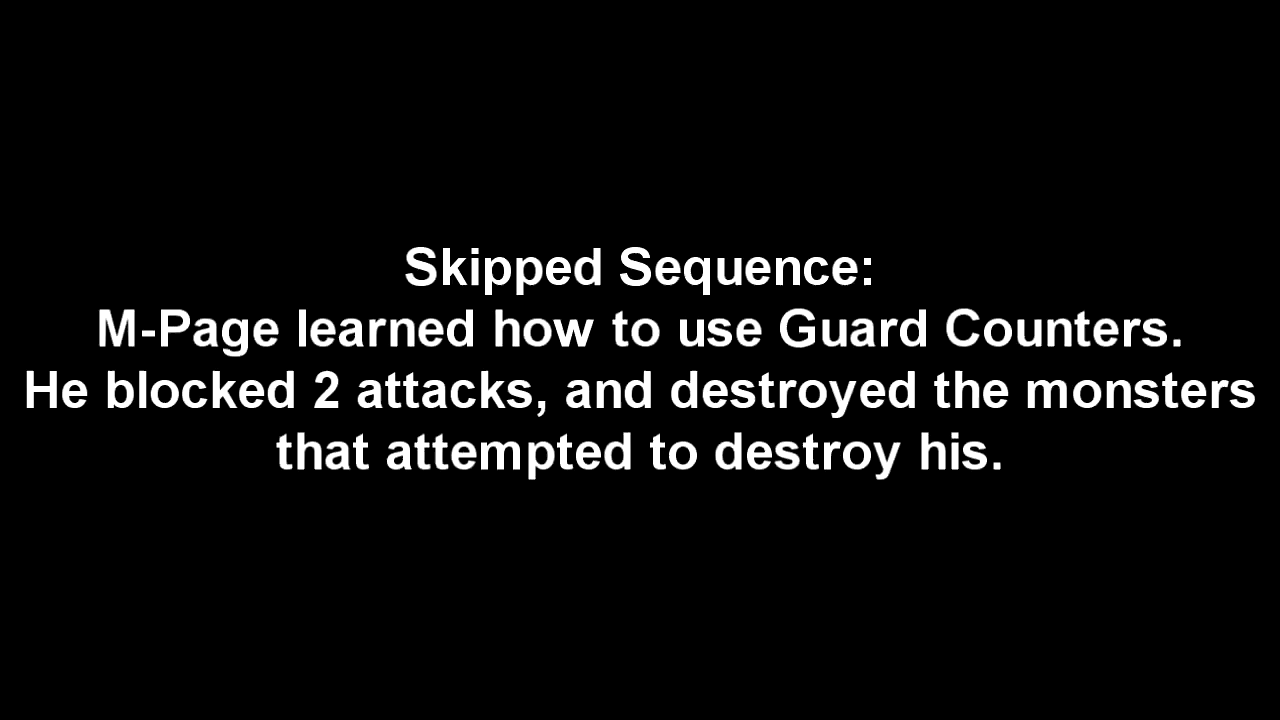 Skipped Sequence:
M-Page learned how to use Guard Counters.
He blocked 2 attacks, and destroyed the monsters
that attempted to destroy his.